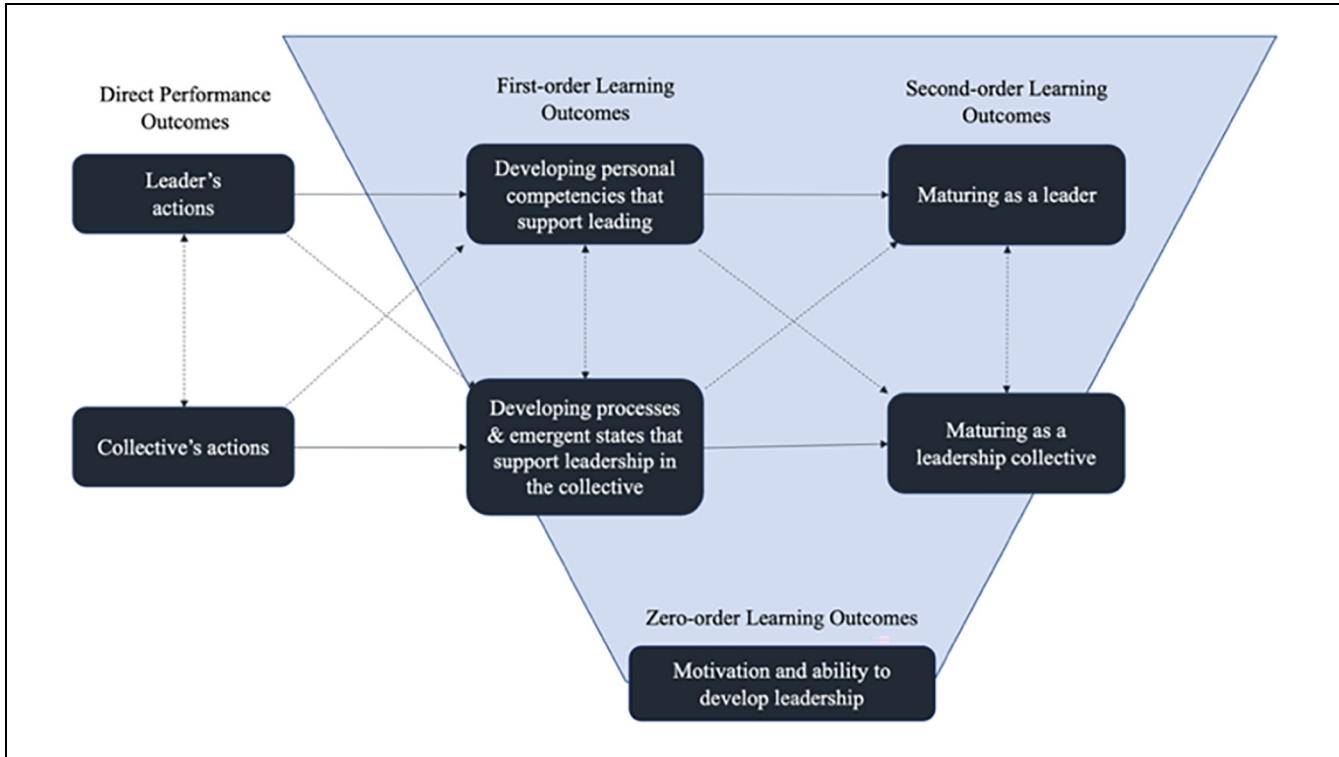 Direct Performance
Outcomes
First-order Learning
Outcomes
Second-order Learning
Outcomes
Leader's
actions
Developing personal
competencies that
support leading
Maturing as a leader
Collective's actions
Developing processes
& emergent states that
support leadership in
the collective
Maturing as a
leadership collective
Zero-order Learning Outcomes
Motivation and ability to
develop leadership